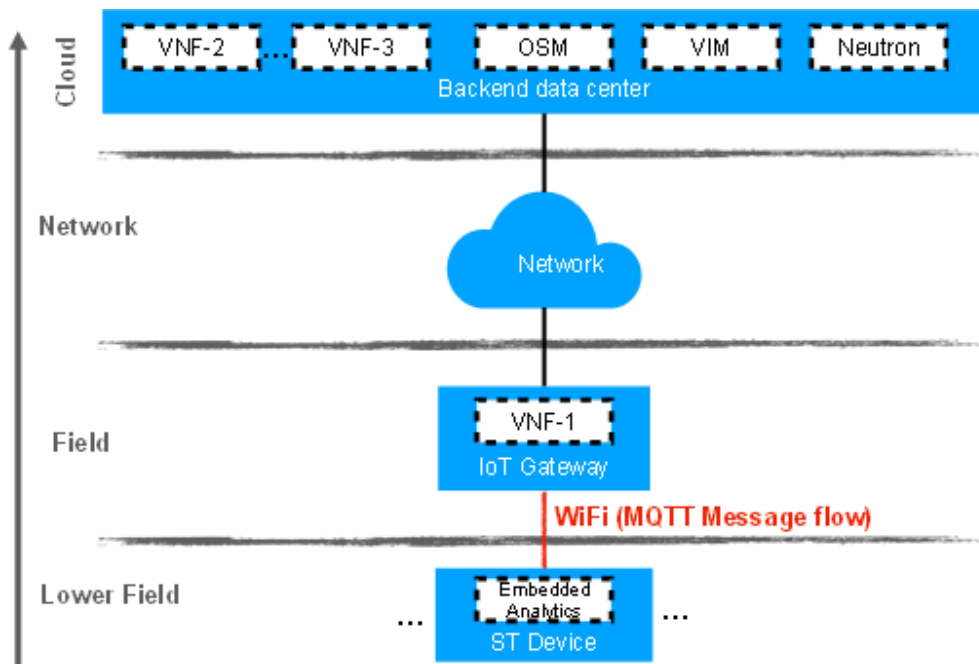 Cloud
VNF-2 ... VNF-3 OSM VIM Neutron
Backend data center
Network
Network
Field
VNF-1
IoT Gateway
WiFi (MQTT Message flow)
Lower Field
Embedded
Analytics
... ...
ST Device